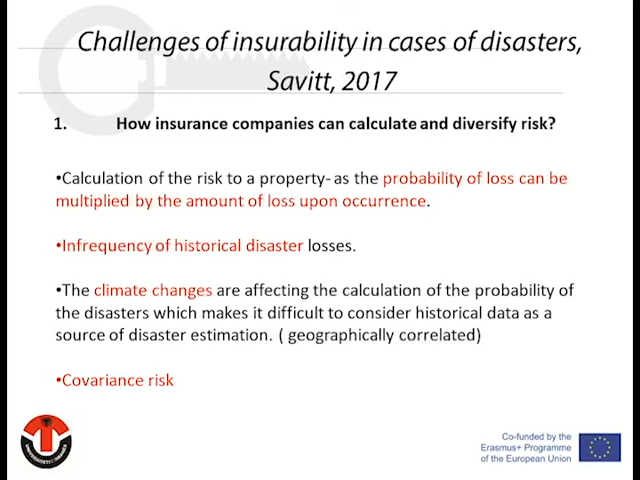 Challenges of insurability in cases of disasters,
Savitt, 2017
1. How insurance companies can calculate and diversify risk?
•Calculation of the risk to a property- as the probability of loss can be
multiplied by the amount of loss upon occurrence.
•Infrequency of historical disaster losses.
•The climate changes are affecting the calculation of the probability of
the disasters which makes it difficult to consider historical data as a
source of disaster estimation. ( geographically correlated)
•Covariance risk
Co-funded by the
Erasmus+ Programme
of the European Union